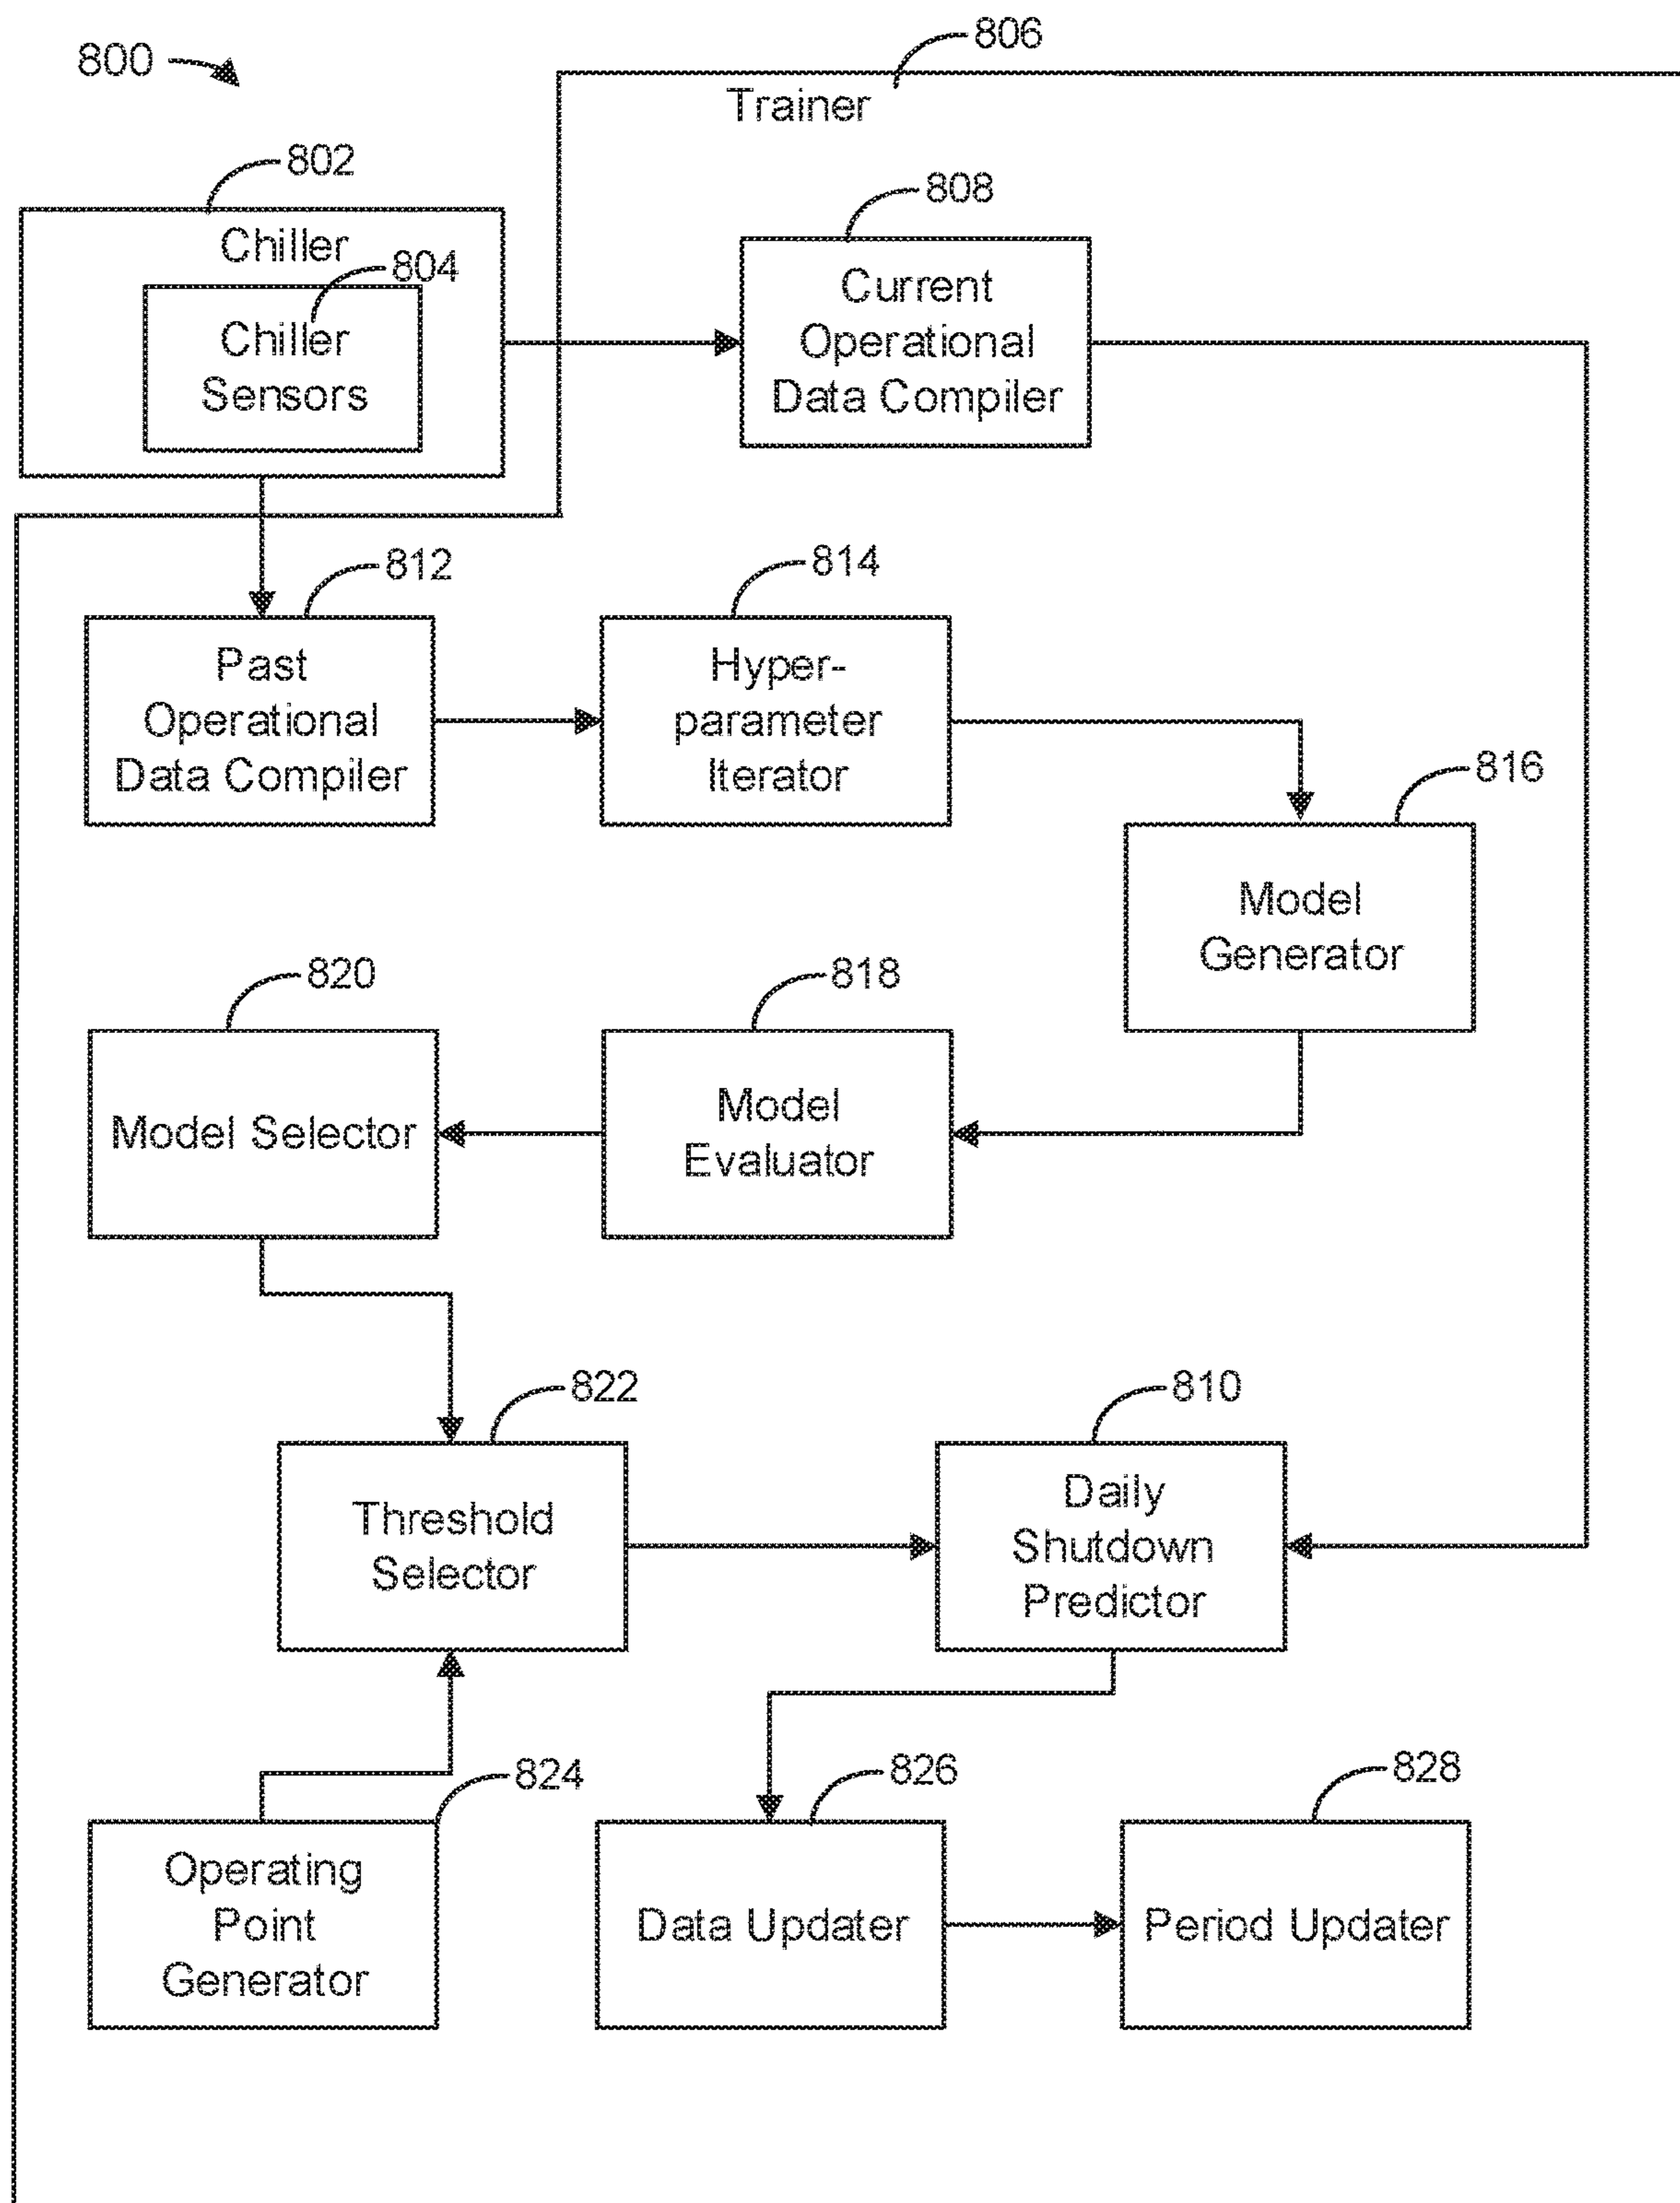 800
806
Trainer
802
Chiller
804
Chiller
Sensors
808
Current
Operational
Data Compiler
812
Past
Operational
Data Compiler
814
Hyper-
parameter
Iterator
816
Model
Generator
820
Model Selector
818
Model
Evaluator
822
Threshold
Selector
810
Daily
Shutdown
Predictor
824
Operating
Point
Generator
826
Data Updater
828
Period Updater